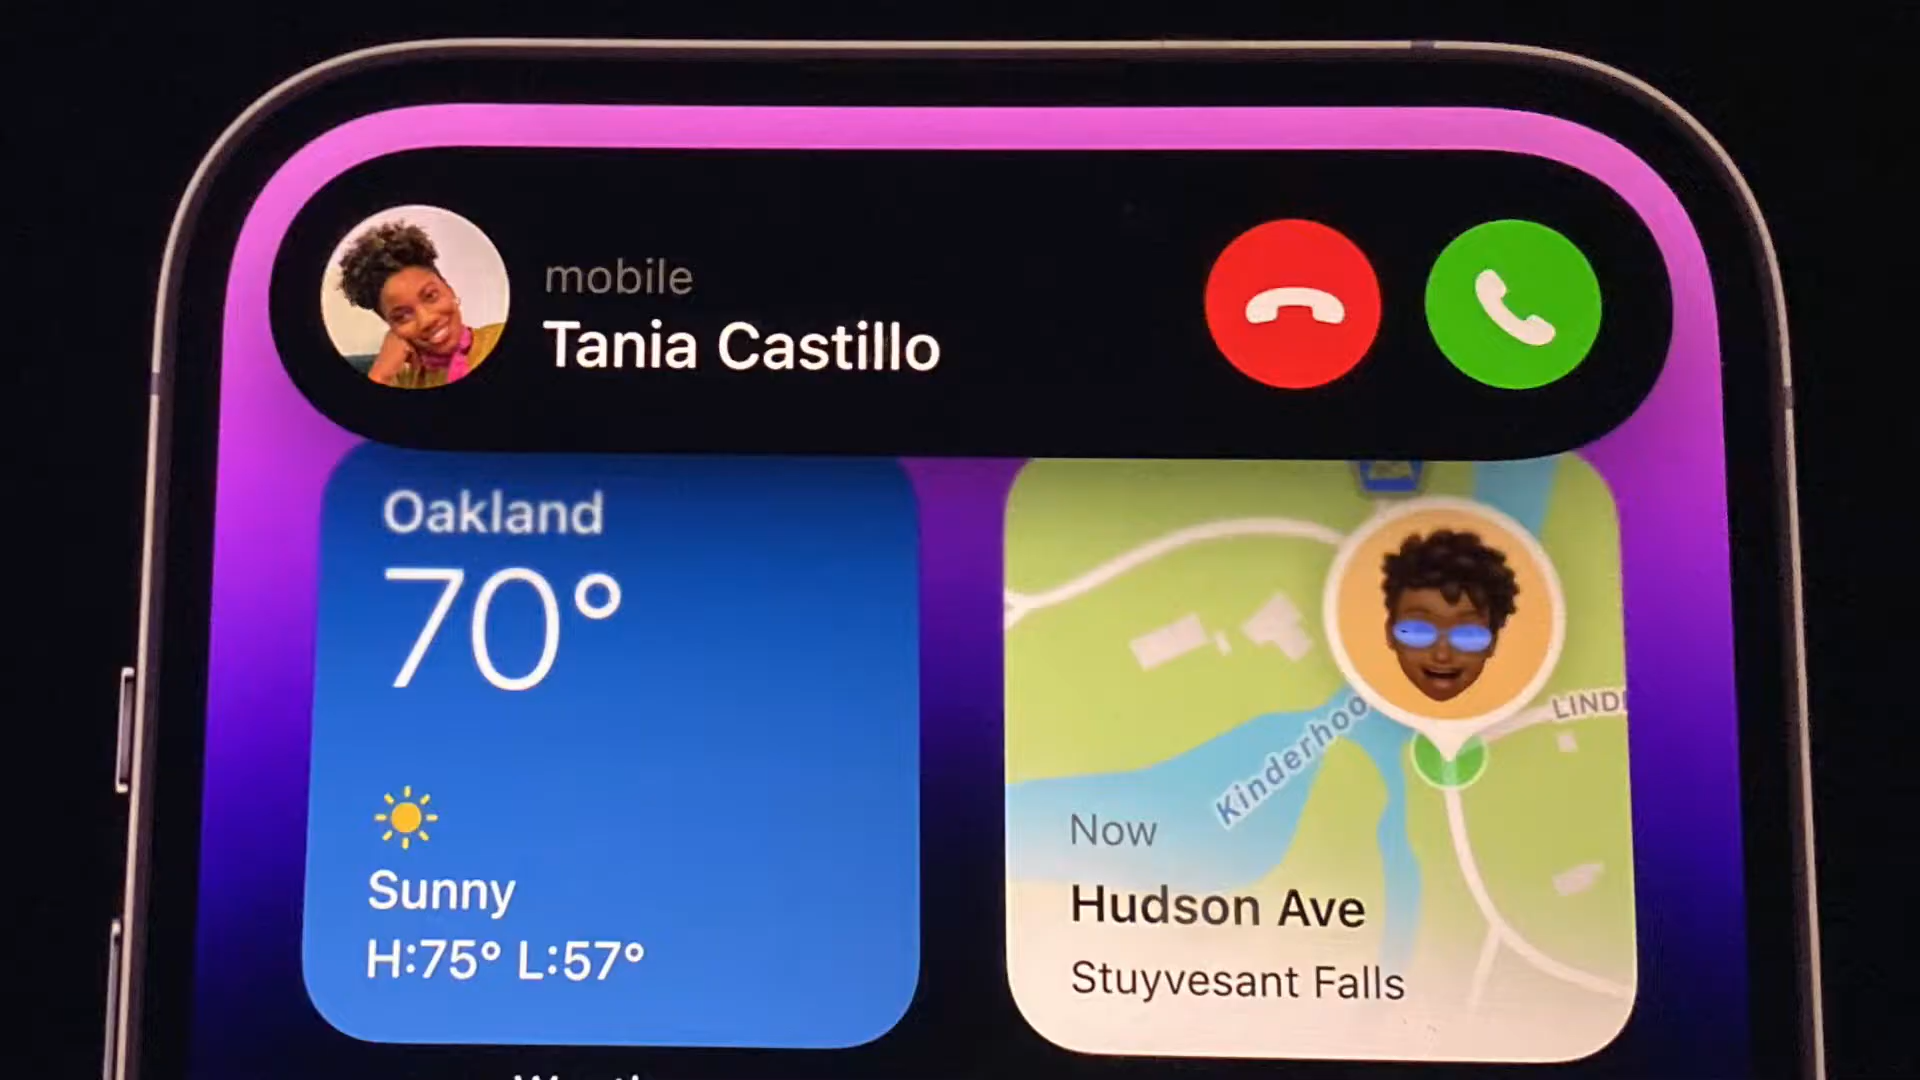 mobile
Tania Castillo
Oakland
70°
Sunny
H:75° L:57°
LIND
Kinderhoo
Now
Hudson Ave
Stuyvesant Falls